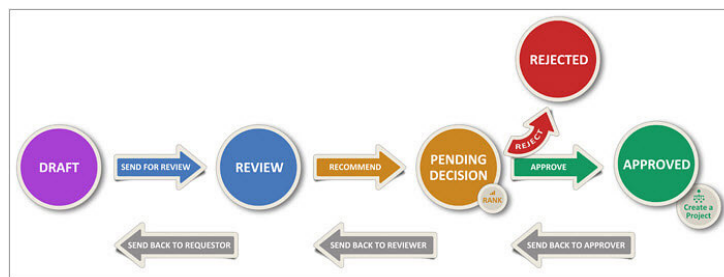 REJECTED
REJECT
DRAFT
SEND FOR REVIEW
REVIEW
RECOMMEND
PENDING
DECISION
RANK
APPROVE
APPROVED
Create a
Project
SEND BACK TO REQUESTOR
SEND BACK TO REVIEWER
SEND BACK TO APPROVER